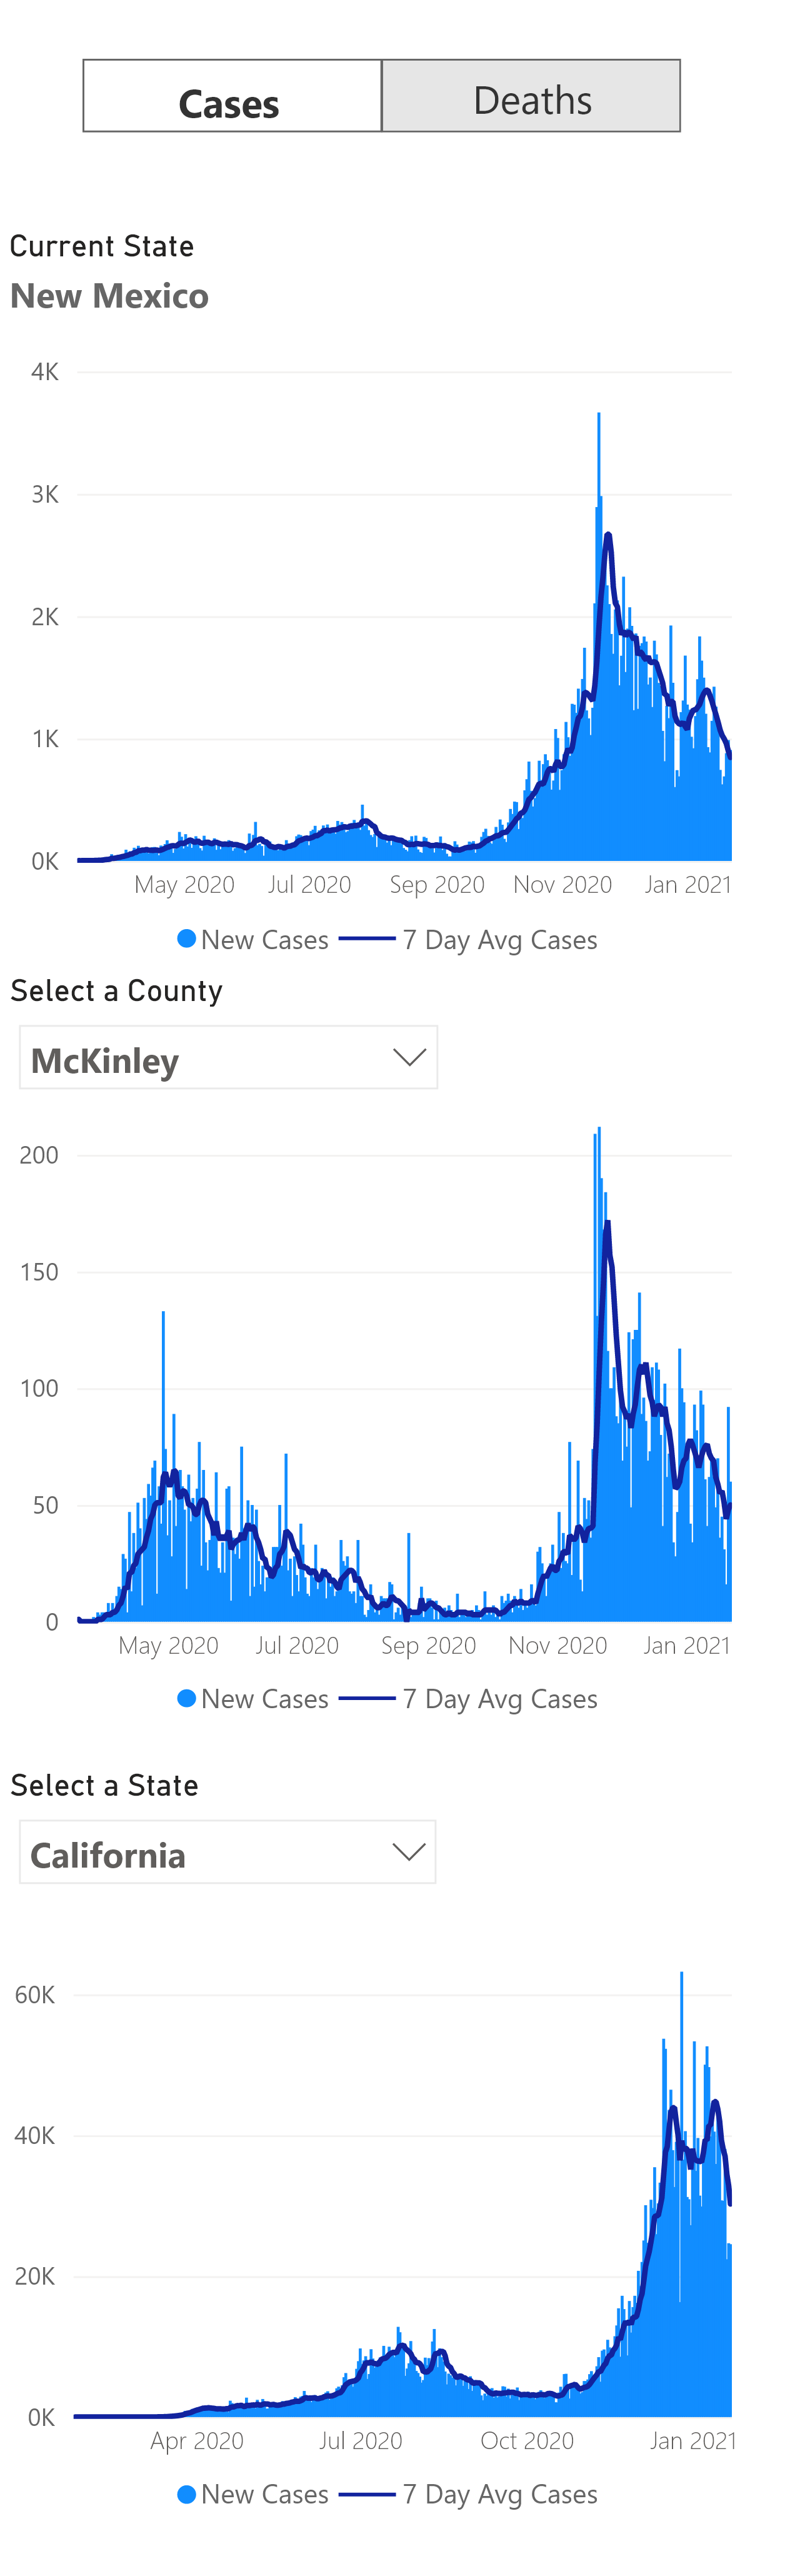 Cases Deaths
Current State
New Mexico
4K
3K
2K
1K
0K
May 2020 Jul 2020 Sep 2020 Nov 2020 Jan 2021
New Cases 7 Day Avg Cases
Select a County
McKinley
200
150
100
50
0
May 2020 Jul 2020 Sep 2020 Nov 2020 Jan 2021
New Cases 7 Day Avg Cases
Select a State
California
60K
40K
20K
0K
Apr 2020 Jul 2020 Oct 2020 Jan 2021
New Cases 7 Day Avg Cases